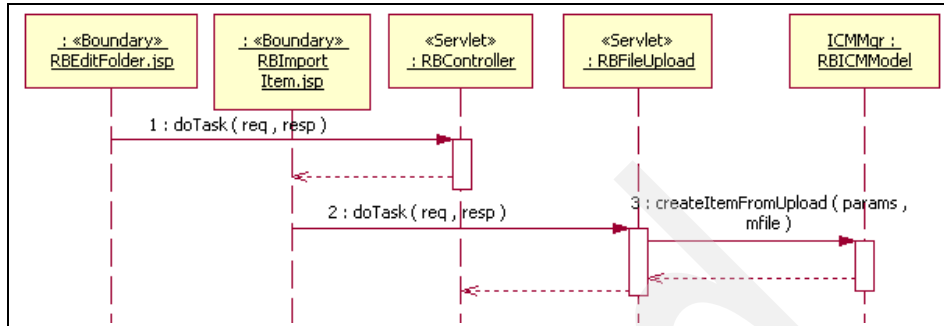 : «Boundary»
RBEditFolder.jsp
: «Boundary»
RBImport
Item.jsp
«Servlet»
: RBController
«Servlet»
: RBFileUpload
ICMMgr :
RBICMModel
1 : doTask ( req , resp )
2 : doTask ( req , resp )
3 : createItemFromUpload ( params ,
mfile )